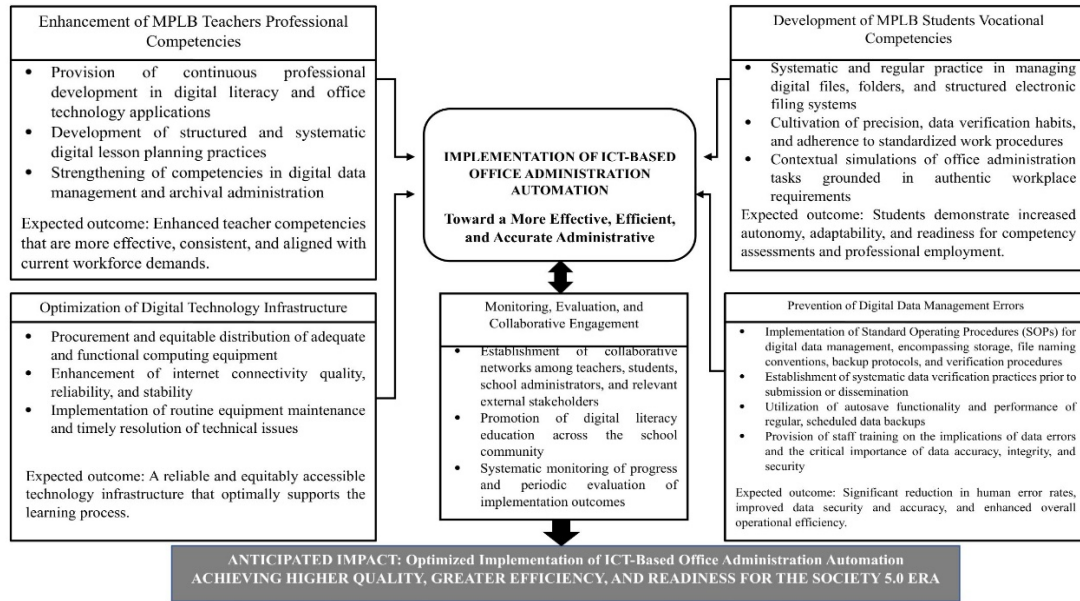 Enhancement of MPLB Teachers Professional
Competencies
• Provision of continuous professional
development in digital literacy and office
technology applications
• Development of structured and systematic
digital lesson planning practices
• Strengthening of competencies in digital data
management and archival administration
Expected outcome: Enhanced teacher competencies
that are more effective, consistent, and aligned with
current workforce demands.
Optimization of Digital Technology Infrastructure
• Procurement and equitable distribution of adequate
and functional computing equipment
• Enhancement of internet connectivity quality,
reliability, and stability
• Implementation of routine equipment maintenance
and timely resolution of technical issues
Expected outcome: A reliable and equitably accessible
technology infrastructure that optimally supports the
learning process.
IMPLEMENTATION OF ICT-BASED
OFFICE ADMINISTRATION
AUTOMATION
Toward a More Effective, Efficient,
and Accurate Administrative
Monitoring, Evaluation, and
Collaborative Engagement
• Establishment of collaborative
networks among teachers, students,
school administrators, and relevant
external stakeholders
• Promotion of digital literacy
education across the school
community
• Systematic monitoring of progress
and periodic evaluation of
implementation outcomes
Development of MPLB Students Vocational
Competencies
• Systematic and regular practice in managing
digital files, folders, and structured electronic
filing systems
• Cultivation of precision, data verification habits,
and adherence to standardized work procedures
• Contextual simulations of office administration
tasks grounded in authentic workplace
requirements
Expected outcome: Students demonstrate increased
autonomy, adaptability, and readiness for competency
assessments and professional employment.
Prevention of Digital Data Management Errors
• Implementation of Standard Operating Procedures (SOPs) for
digital data management, encompassing storage, file naming
conventions, backup protocols, and verification procedures
• Establishment of systematic data verification practices prior to
submission or dissemination
• Utilization of autosave functionality and performance of
regular, scheduled data backups
• Provision of staff training on the implications of data errors
and the critical importance of data accuracy, integrity, and
security
Expected outcome: Significant reduction in human error rates,
improved data security and accuracy, and enhanced overall
operational efficiency.
ANTICIPATED IMPACT: Optimized Implementation of ICT-Based Office Administration Automation
ACHIEVING HIGHER QUALITY, GREATER EFFICIENCY, AND READINESS FOR THE SOCIETY 5.0 ERA